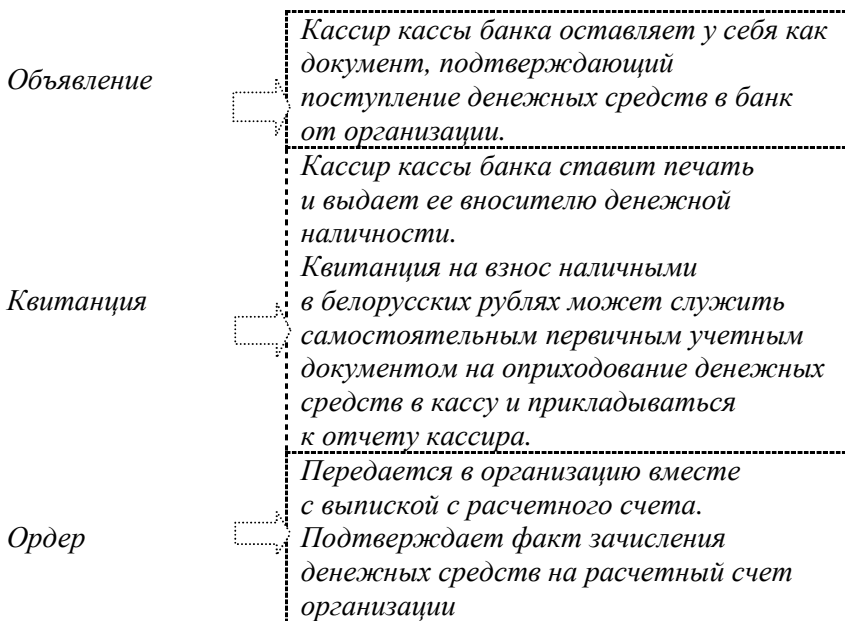 Объявление
Кассир кассы банка оставляет у себя как
документ, подтверждающий
поступление денежных средств в банк
от организации.
Квитанция
Кассир кассы банка ставит печать
и выдает ее вносителю денежной
наличности.
Квитанция на взнос наличными
в белорусских рублях может служить
самостоятельным первичным учетным
документом на оприходование денежных
средств в кассу и прикладываться
к отчету кассира.
Ордер
Передается в организацию вместе
с выпиской с расчетного счета.
Подтверждает факт зачисления
денежных средств на расчетный счет
организации